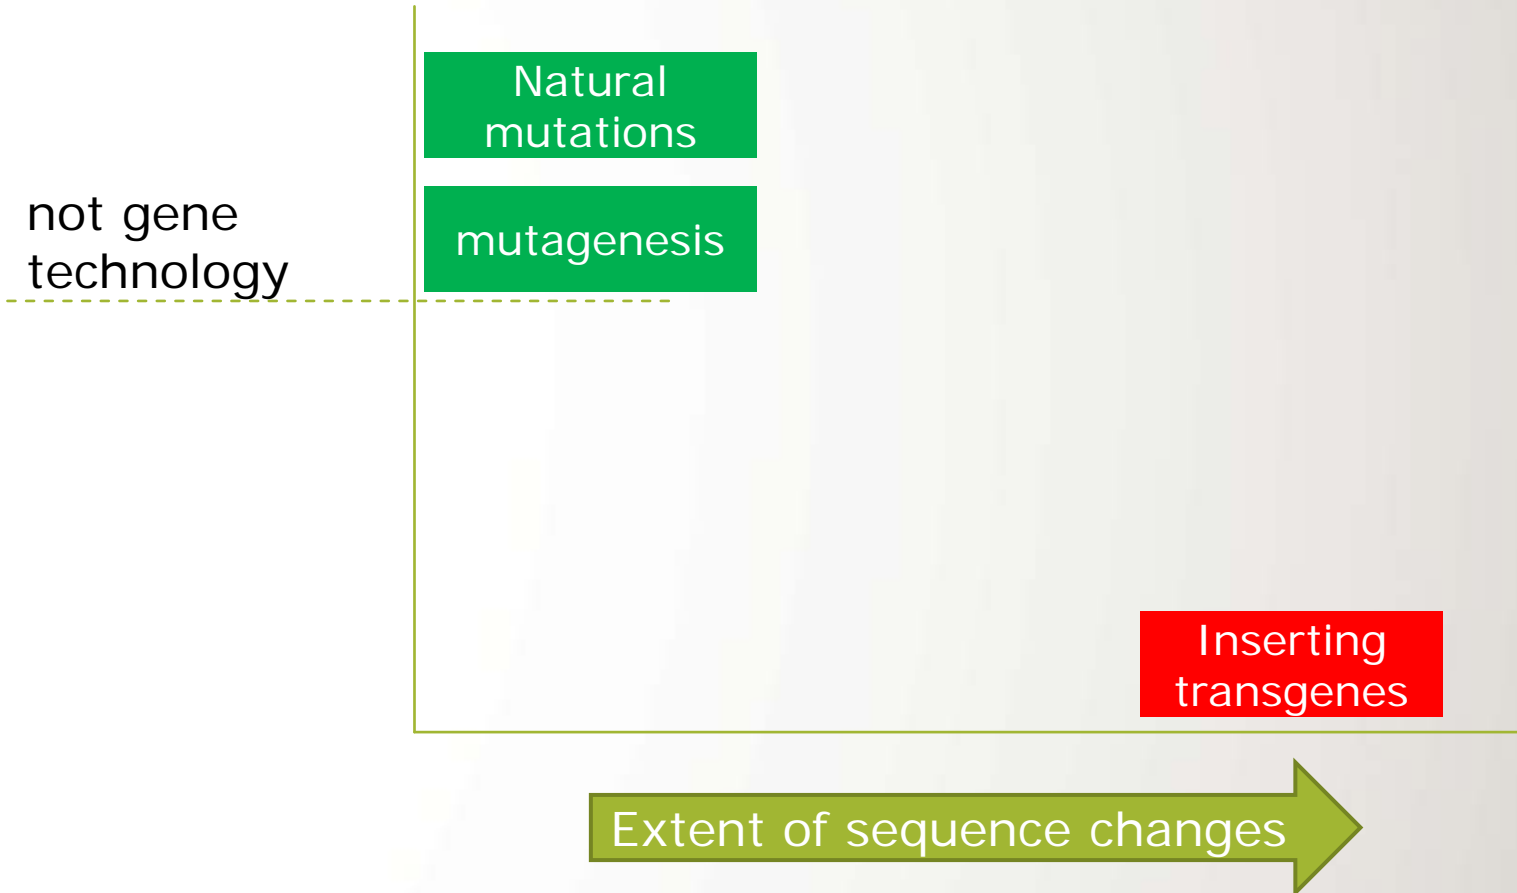 Natural
mutations
not gene
technology
mutagenesis
Inserting
transgenes
Extent of sequence changes